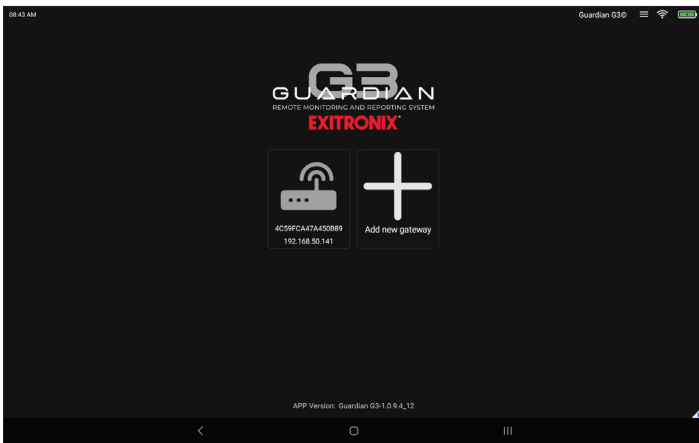 08:43 AM
Guardian G3©
G3
GUARDIAN
REMOTE MONITORING AND REPORTING SYSTEM
EXITRONIX
4C59FCA47A450B89
192.168.50.141
Add new gateway
APP Version: Guardian G3-1.0.9.4_12